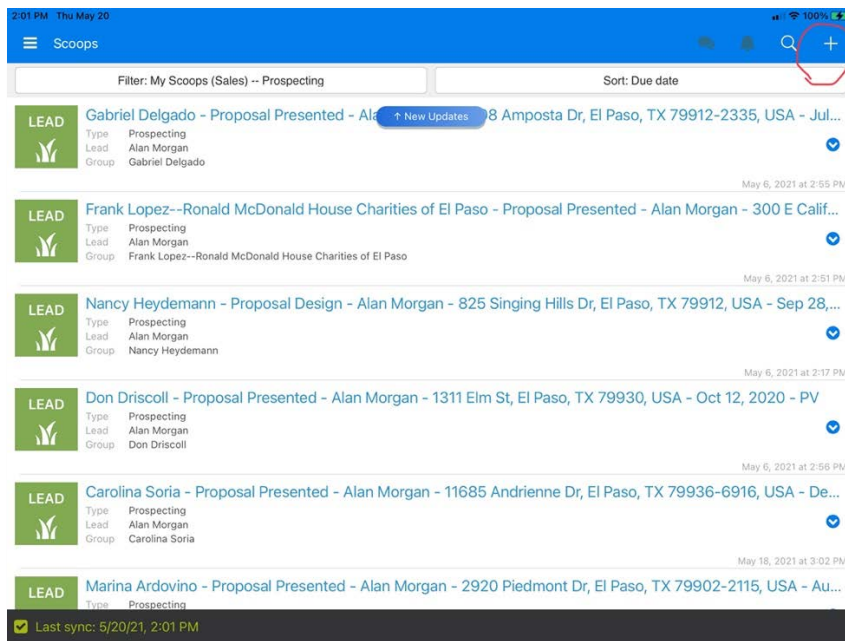 2:01 PM Thu May 20
100%
Scoops
Filter: My Scoops (Sales) -- Prospecting
Sort: Due date
LEAD
Gabriel Delgado - Proposal Presented - Ala
↑ New Updates
8 Amposta Dr, El Paso, TX 79912-2335, USA - Jul...
Type Prospecting
Lead Alan Morgan
Group Gabriel Delgado
May 6, 2021 at 2:55 PM
LEAD
Frank Lopez--Ronald McDonald House Charities of El Paso - Proposal Presented - Alan Morgan - 300 E Calif...
Type Prospecting
Lead Alan Morgan
Group Frank Lopez--Ronald McDonald House Charities of El Paso
May 6, 2021 at 2:51 PM
LEAD
Nancy Heydemann - Proposal Design - Alan Morgan - 825 Singing Hills Dr, El Paso, TX 79912, USA - Sep 28,...
Type Prospecting
Lead Alan Morgan
Group Nancy Heydemann
May 6, 2021 at 2:17 PM
LEAD
Don Driscoll - Proposal Presented - Alan Morgan - 1311 Elm St, El Paso, TX 79930, USA - Oct 12, 2020 - PV
Type Prospecting
Lead Alan Morgan
Group Don Driscoll
May 6, 2021 at 2:56 PM
LEAD
Carolina Soria - Proposal Presented - Alan Morgan - 11685 Andrienne Dr, El Paso, TX 79936-6916, USA - De...
Type Prospecting
Lead Alan Morgan
Group Carolina Soria
May 18, 2021 at 3:02 PM
LEAD
Marina Ardovino - Proposal Presented - Alan Morgan - 2920 Piedmont Dr, El Paso, TX 79902-2115, USA - Au...
Type Prospecting
Last sync: 5/20/21, 2:01 PM